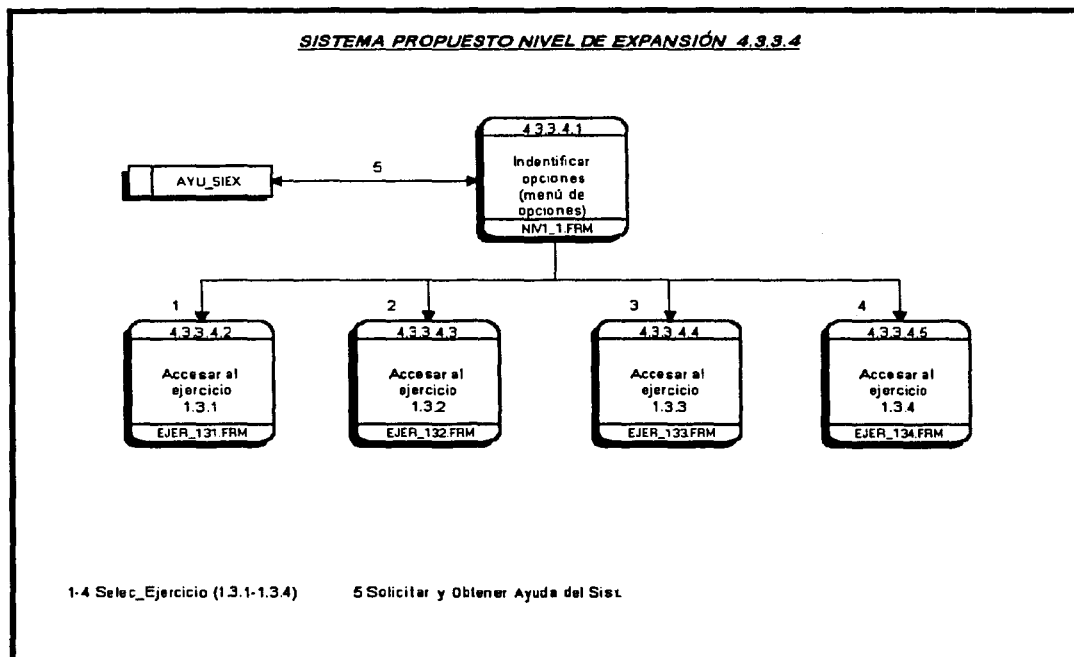 SISTEMA PROPUESTO NIVEL DE EXPANSIÓN 4.3.3.4
4.3.3.4.1
Indentificar
opciones
(menú de
opciones)
NIV1_1.FRM
AYU_SIEX
5
1
2
3
4
4.3.3.4.2
Accesar al
ejercicio
1.3.1
EJER_131.FRM
4.3.3.4.3
Accesar al
ejercicio
1.3.2
EJER_132.FRM
4.3.3.4.4
Accesar al
ejercicio
1.3.3
EJER_133.FRM
4.3.3.4.5
Accesar al
ejercicio
1.3.4
EJER_134.FRM
1-4 Selec_Ejercicio (1.3.1-1.3.4)
5 Solicitar y Obtener Ayuda del Sist.